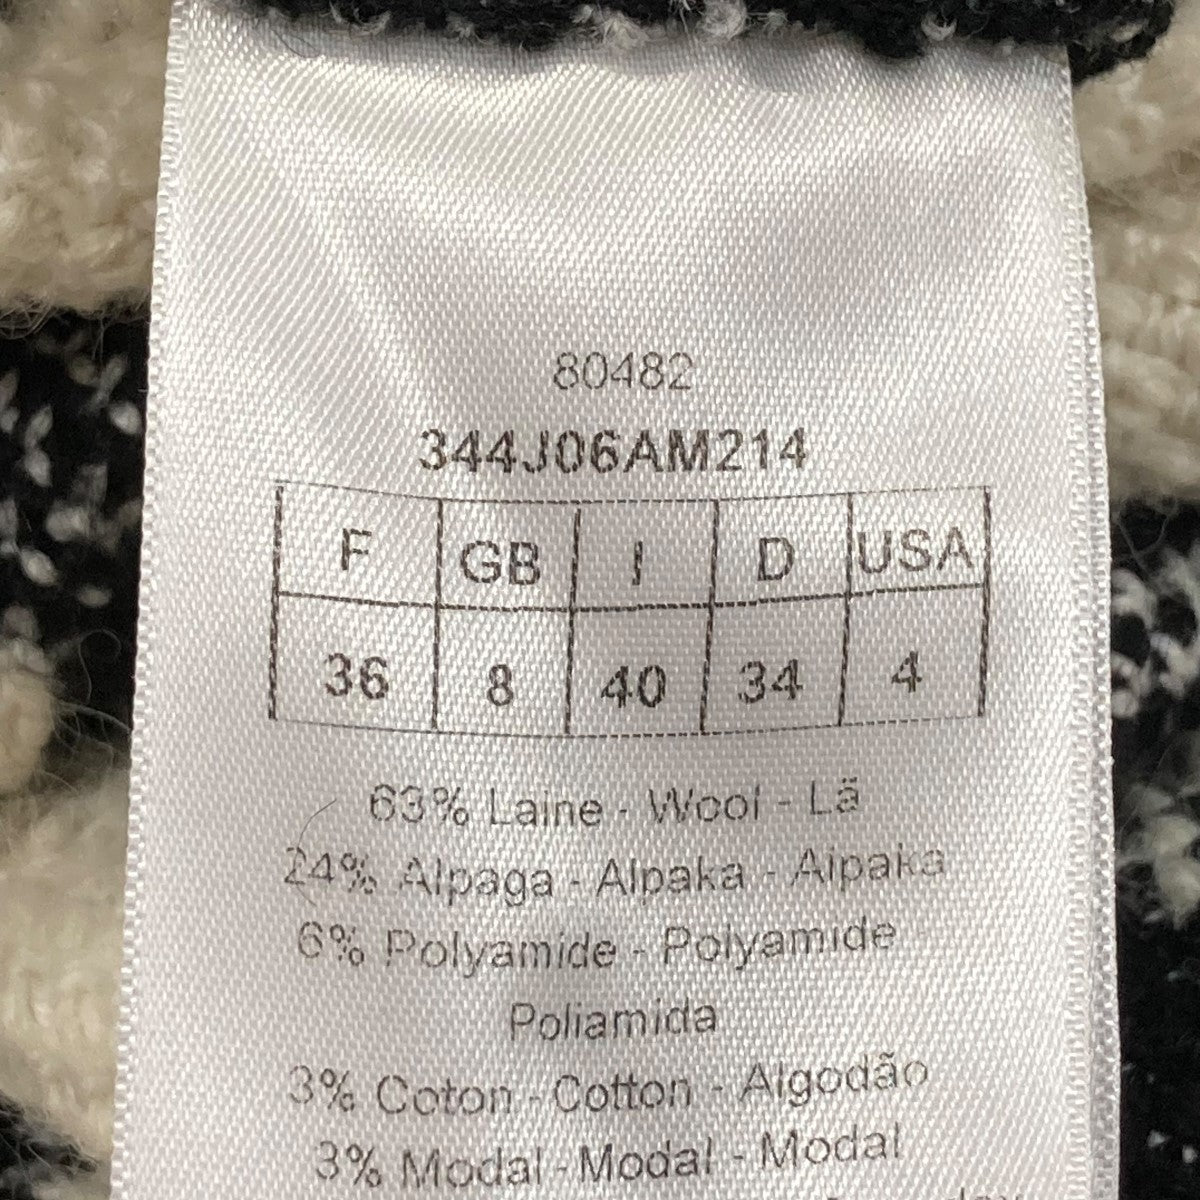 80482
344J06AM214
F GB I D USA
36 8 40 34 4
63% Laine - Wool - Lã
24% Alpaga - Alpaka - Alpaka
6% Polyamide - Polyamide -
Poliamida
3% Coton - Cotton - Algodão
3% Modal - Modal - Modal